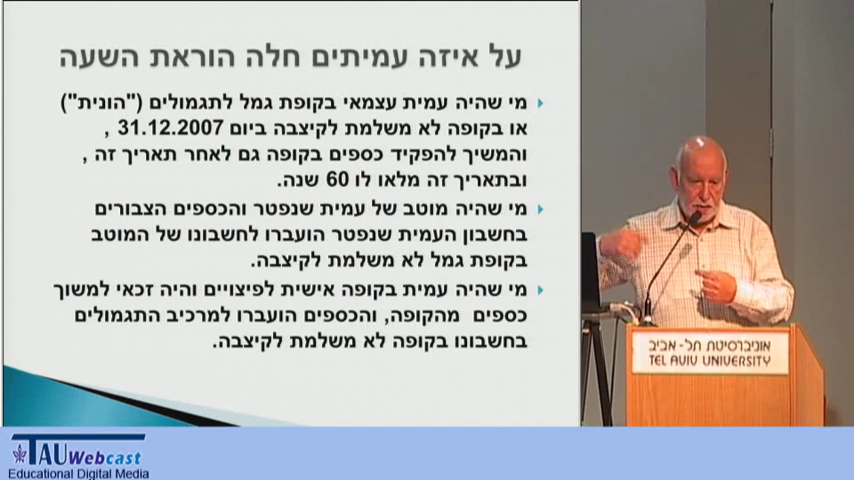 על איזה עמיתים חלה הוראת השעה
מי שהיה עמית עצמאי בקופת גמל לתגמולים ("הונית")
או בקופה לא משלמת לקיצבה ביום 31.12.2007 ,
והמשיך להפקיד כספים בקופה גם לאחר תאריך זה ,
ובתאריך זה מלאו לו 60 שנה.
מי שהיה מוטב של עמית שנפטר והכספים הצבורים
בחשבון העמית שנפטר הועברו לחשבונו של המוטב
בקופת גמל לא משלמת לקיצבה.
מי שהיה עמית בקופה אישית לפיצויים והיה זכאי למשוך
כספים מהקופה, והכספים הועברו למרכיב התגמולים
בחשבונו בקופה לא משלמת לקיצבה.
אוניברסיטת תל-אביב
TEL AVIV UNIVERSITY
TAU Webcast
Educational Digital Media